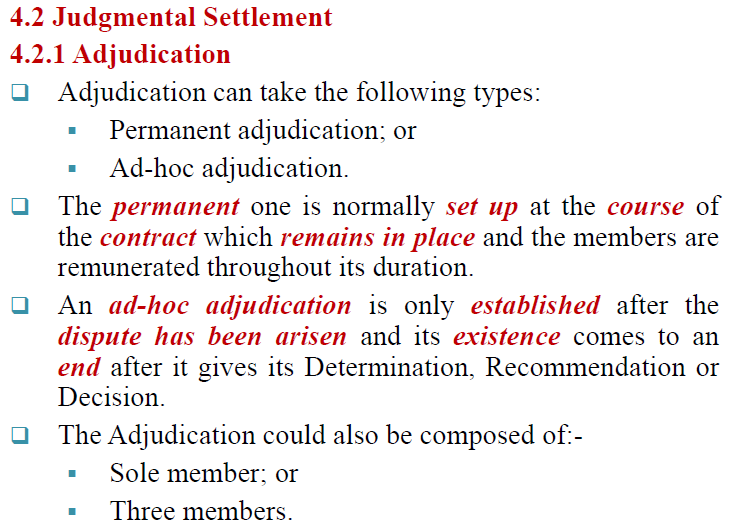 4.2 Judgmental Settlement
4.2.1 Adjudication
❑ Adjudication can take the following types:
▪ Permanent adjudication; or
▪ Ad-hoc adjudication.
❑ The permanent one is normally set up at the course of
the contract which remains in place and the members are
remunerated throughout its duration.
❑ An ad-hoc adjudication is only established after the
dispute has been arisen and its existence comes to an
end after it gives its Determination, Recommendation or
Decision.
❑ The Adjudication could also be composed of:-
▪ Sole member; or
▪ Three members.